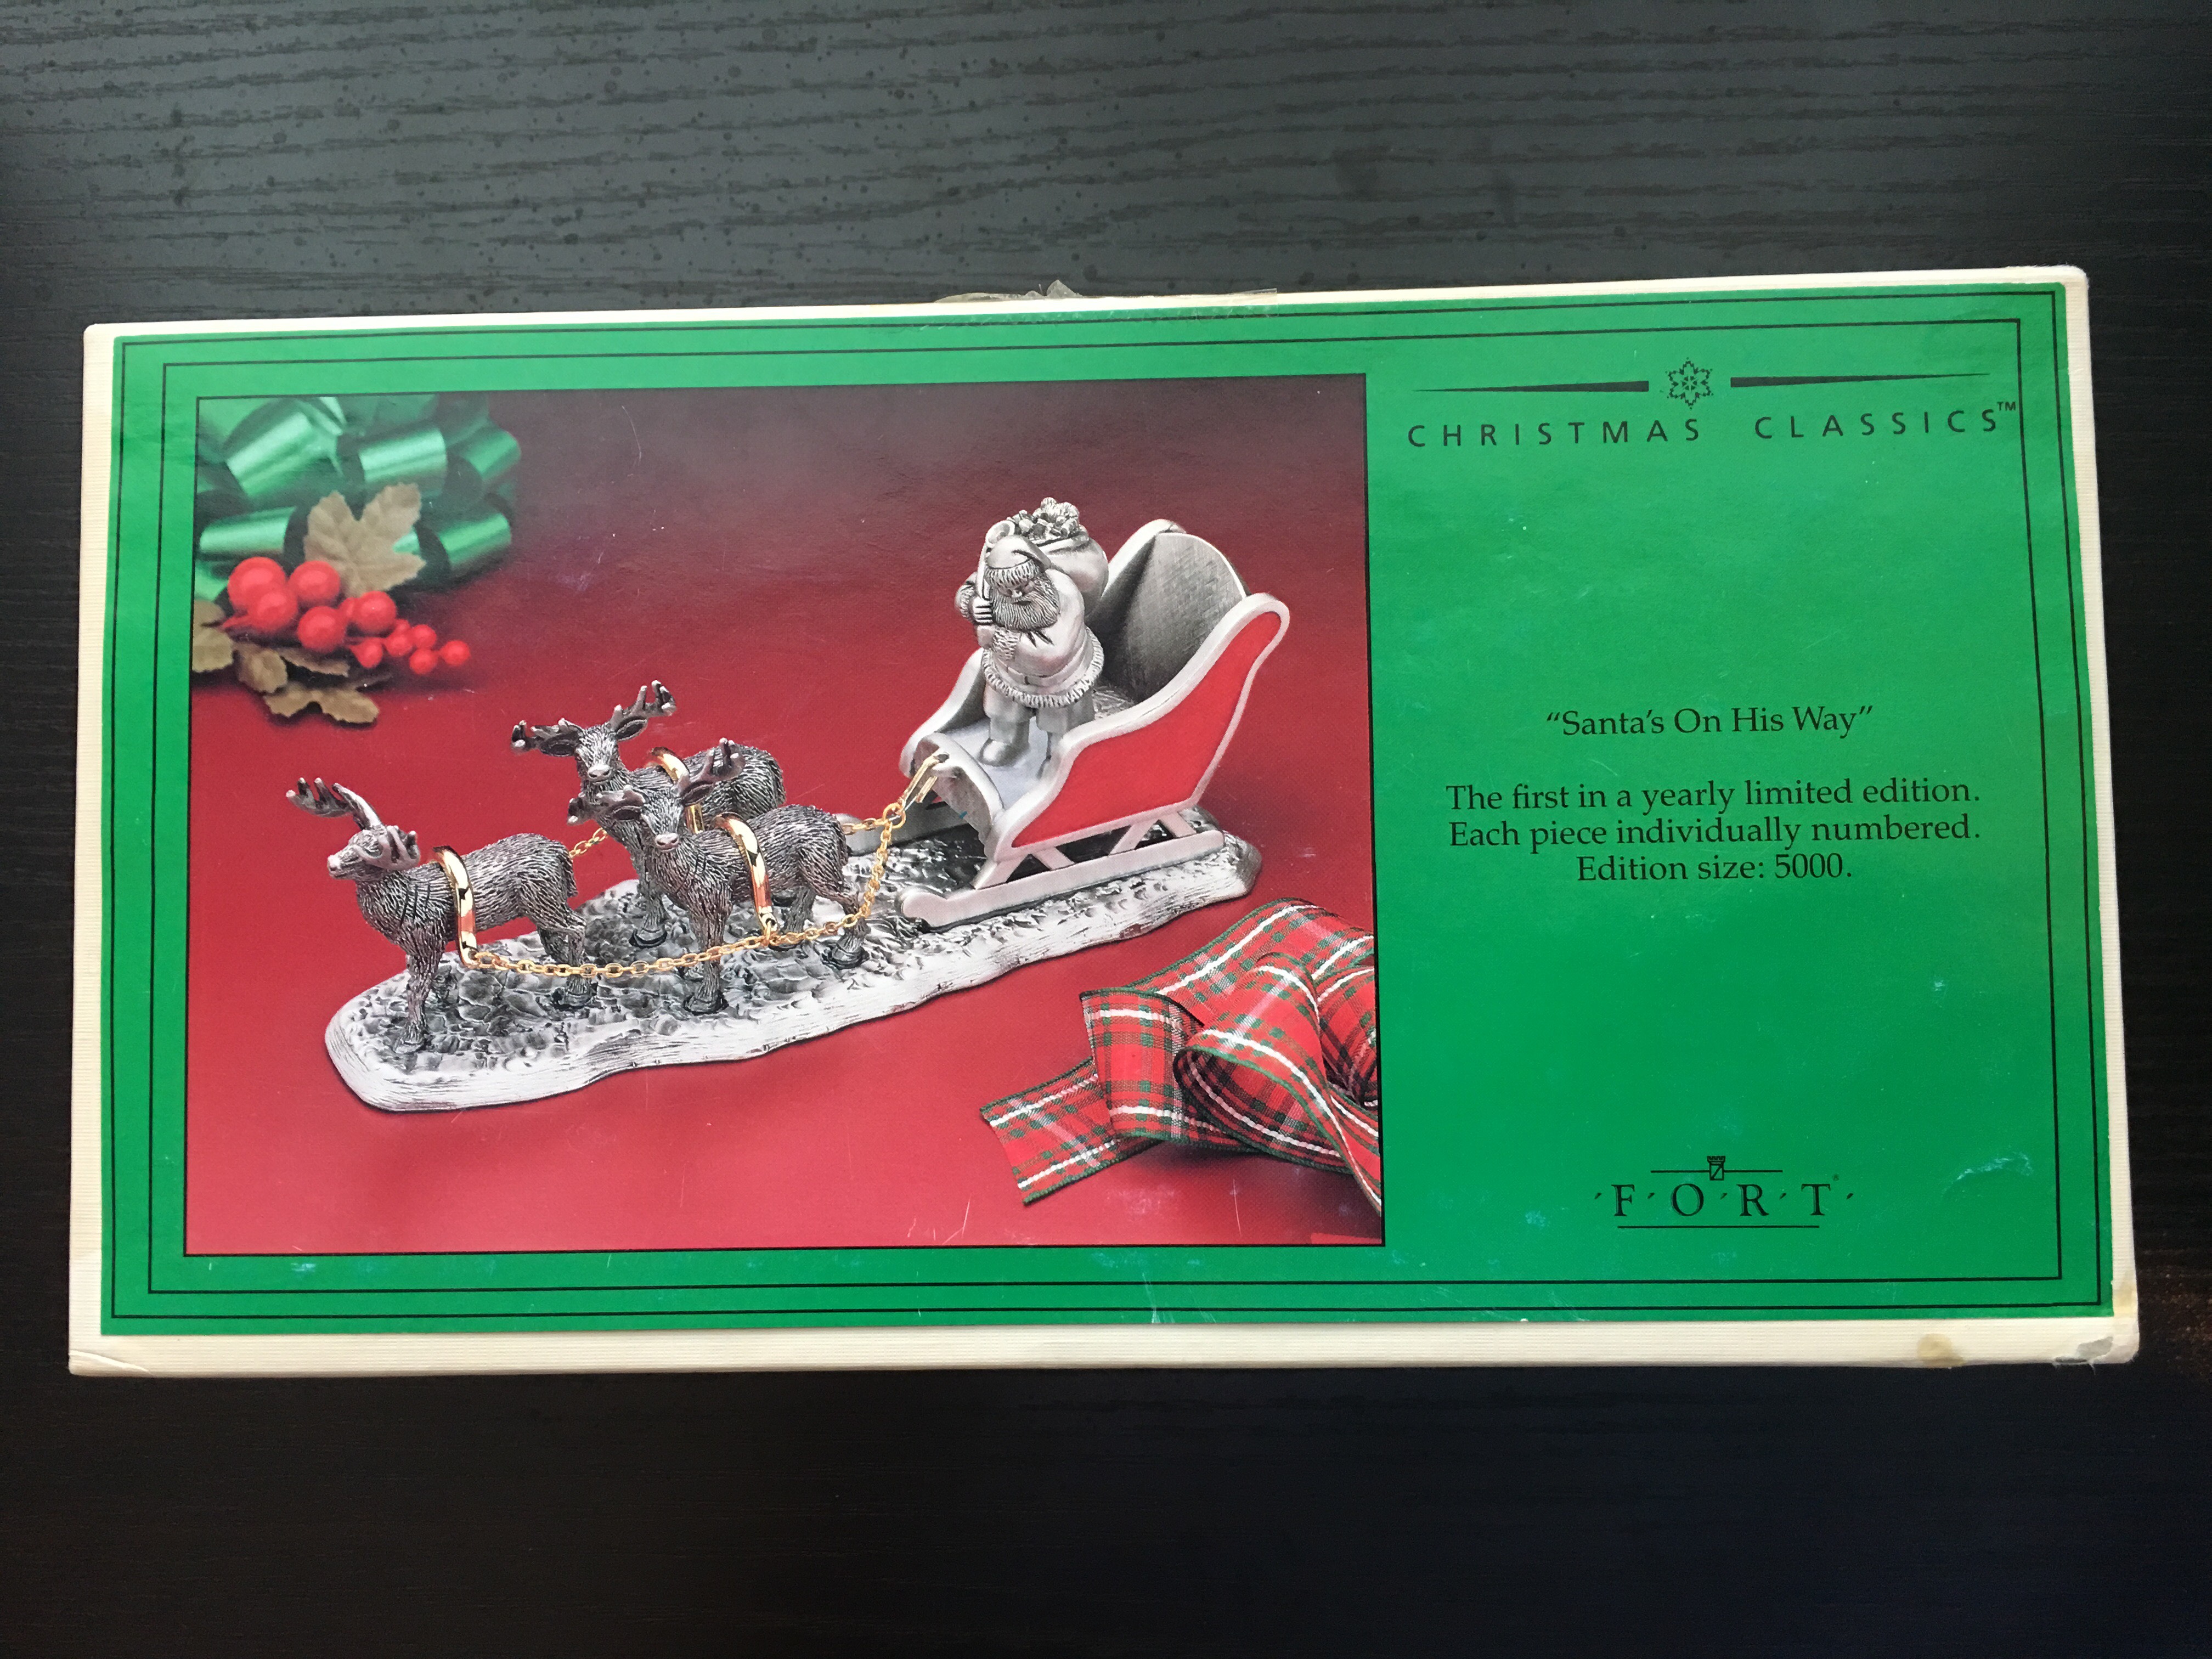 CHRISTMAS CLASSICS™
“Santa’s On His Way”
The first in a yearly limited edition.
Each piece individually numbered.
Edition size: 5000.
´F´O´R´T®´